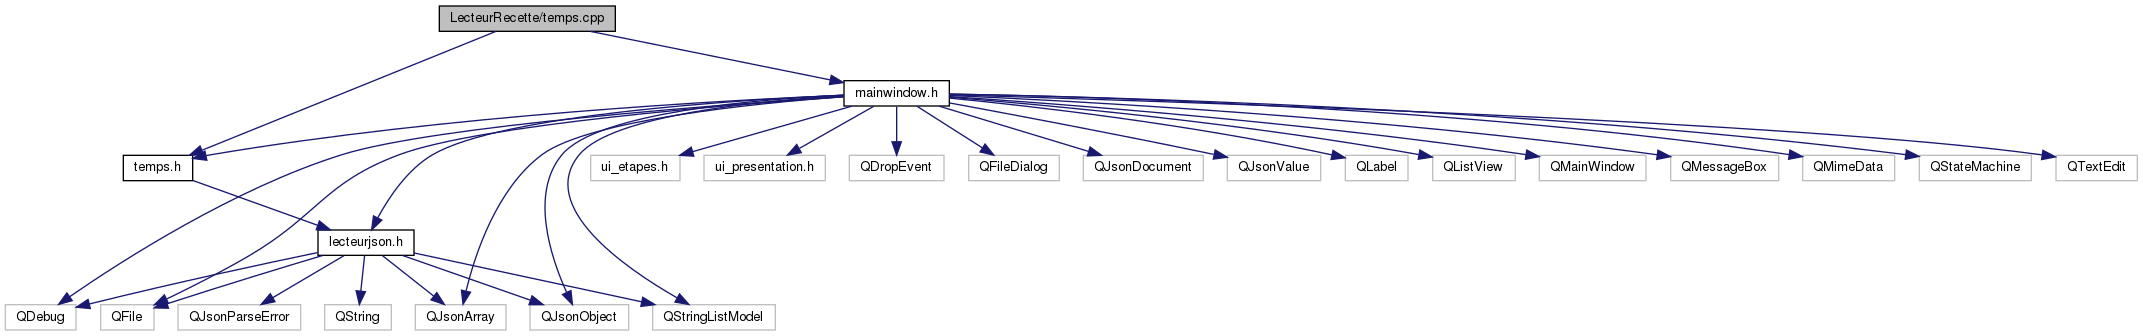 LecteurRecette/temps.cpp
mainwindow.h
temps.h
ui_etapes.h
ui_presentation.h
QDropEvent
QFileDialog
QJsonDocument
QJsonValue
QLabel
QListView
QMainWindow
QMessageBox
QMimeData
QStateMachine
QTextEdit
lecteurjson.h
QDebug
QFile
QJsonParseError
QString
QJsonArray
QJsonObject
QStringListModel